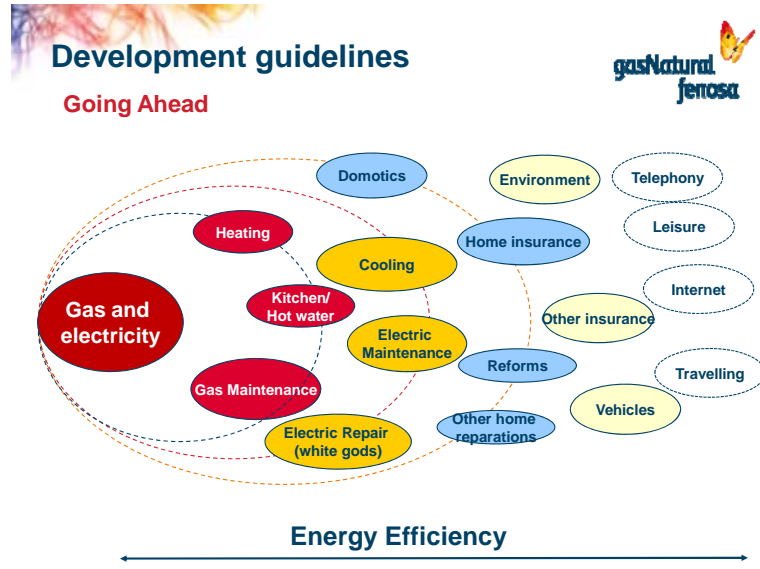 Development guidelines
gasNatural
fenosa
Going Ahead
Domotics
Environment
Telephony
Heating
Home insurance
Leisure
Cooling
Gas and
electricity
Kitchen/
Hot water
Internet
Electric
Maintenance
Other insurance
Gas Maintenance
Reforms
Travelling
Electric Repair
(white gods)
Other home
reparations
Vehicles
Energy Efficiency